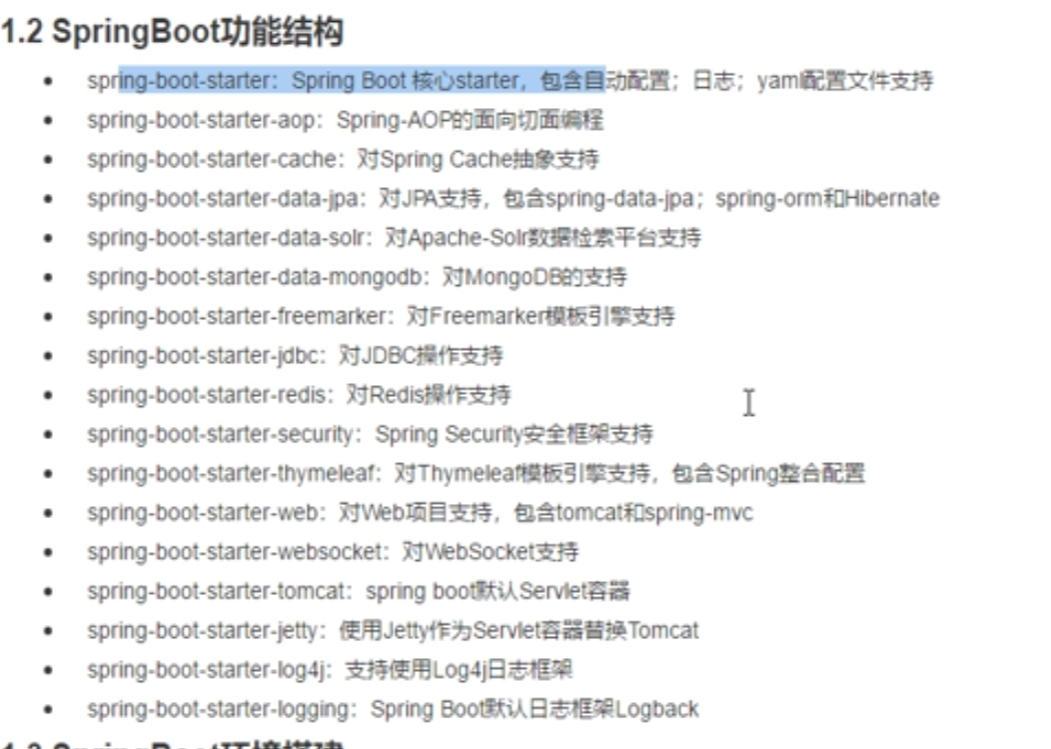 1.2 SpringBoot功能结构
spring-boot-starter：Spring Boot 核心starter，包含自动配置；日志；yaml配置文件支持
spring-boot-starter-aop：Spring-AOP的面向切面编程
spring-boot-starter-cache：对Spring Cache抽象支持
spring-boot-starter-data-jpa：对JPA支持，包含spring-data-jpa；spring-orm和Hibernate
spring-boot-starter-data-solr：对Apache-Solr数据检索平台支持
spring-boot-starter-data-mongodb：对MongoDB的支持
spring-boot-starter-freemarker：对Freemarker模板引擎支持
spring-boot-starter-jdbc：对JDBC操作支持
spring-boot-starter-redis：对Redis操作支持
spring-boot-starter-security：Spring Security安全框架支持
spring-boot-starter-thymeleaf：对Thymeleaf模板引擎支持，包含Spring整合配置
spring-boot-starter-web：对Web项目支持，包含tomcat和spring-mvc
spring-boot-starter-websocket：对WebSocket支持
spring-boot-starter-tomcat：spring boot默认Servlet容器
spring-boot-starter-jetty：使用Jetty作为Servlet容器替换Tomcat
spring-boot-starter-log4j：支持使用Log4j日志框架
spring-boot-starter-logging：Spring Boot默认日志框架Logback
1.3 SpringBoot环境搭建